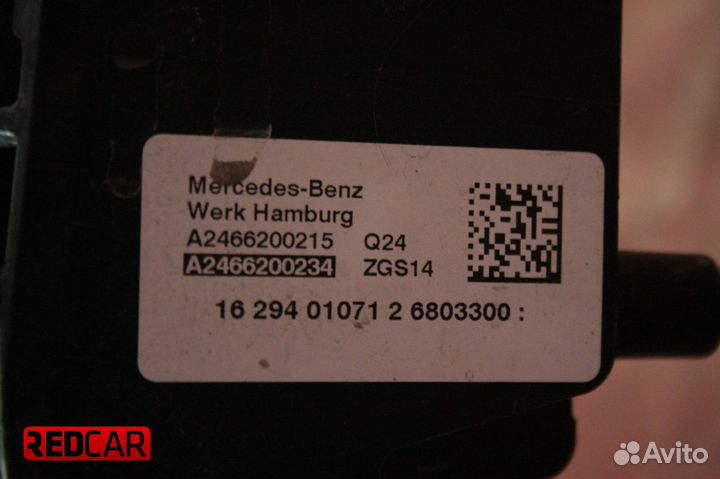 Mercedes-Benz
Werk Hamburg
A2466200215 Q24
A2466200234 ZGS14
16 294 01071 2 6803300 :
REDCAR
Avito